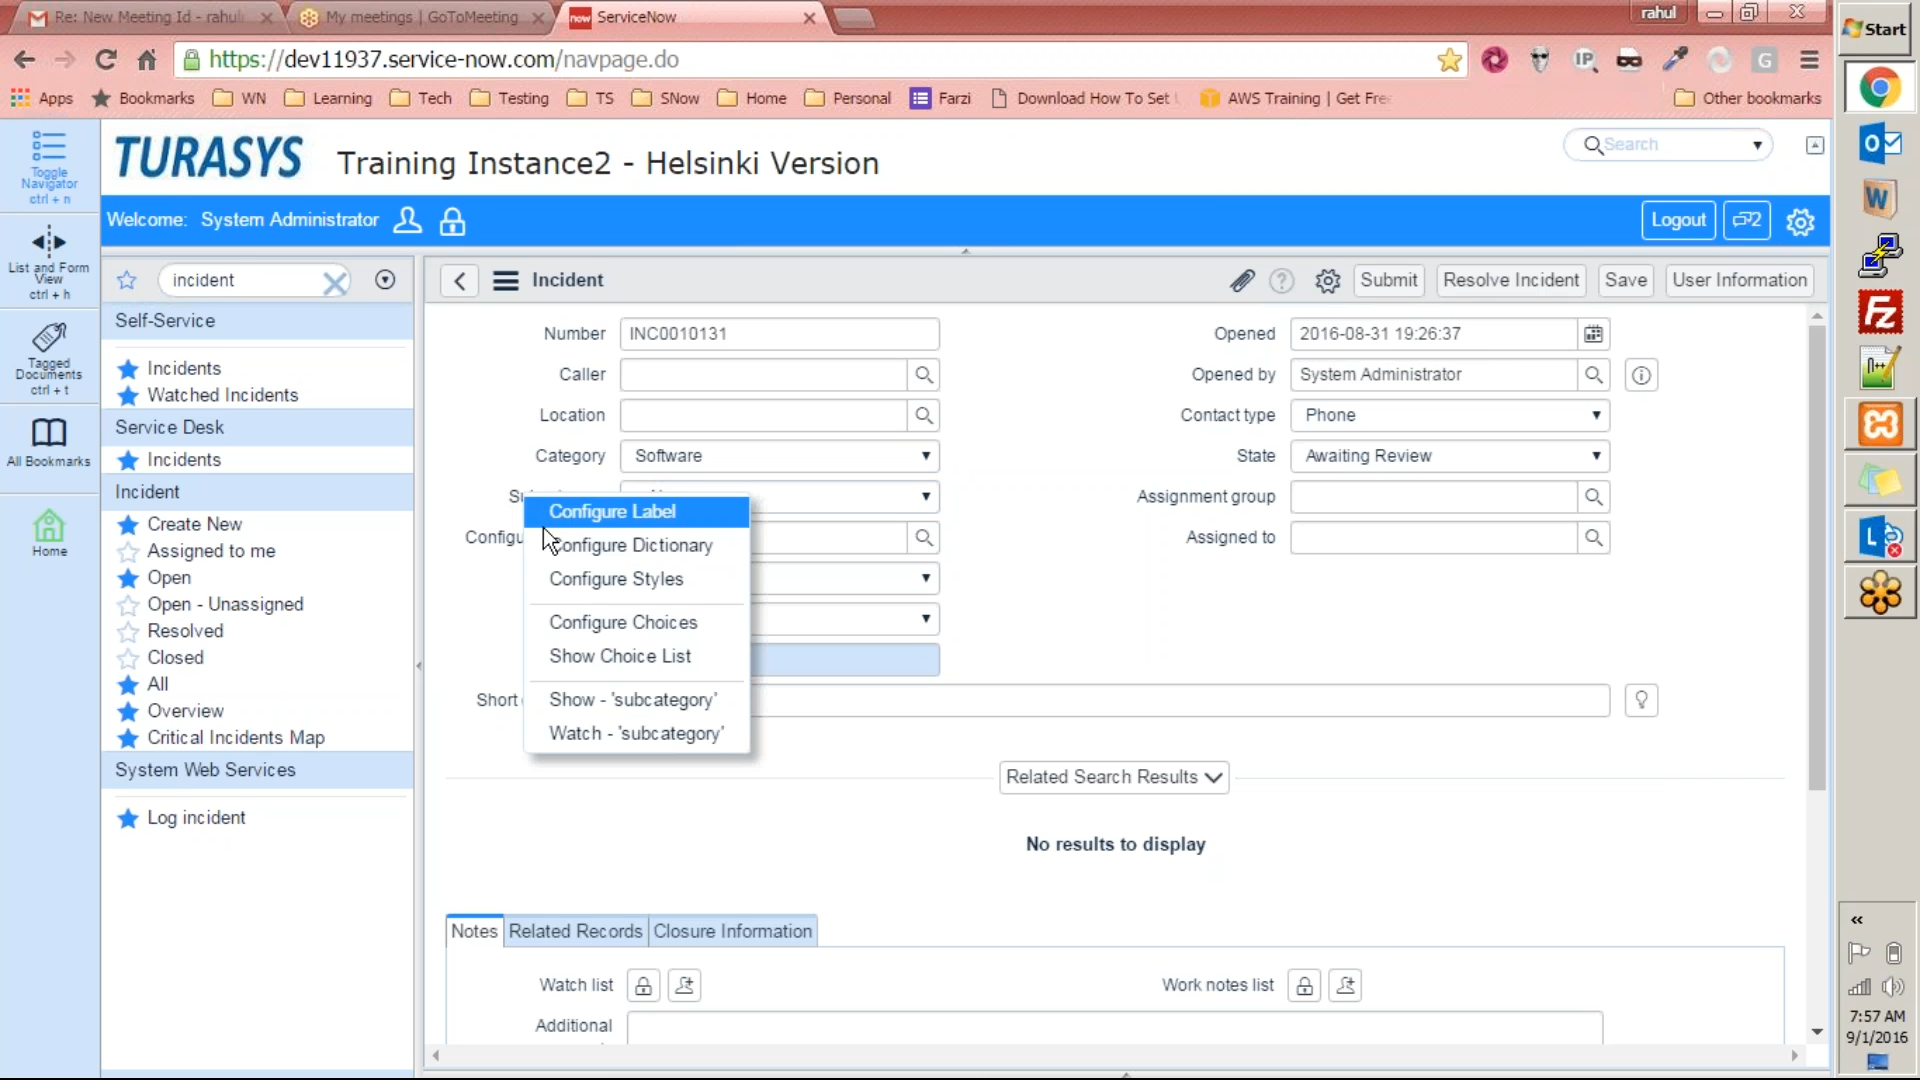 Re: New Meeting Id - rahul
My meetings | GoToMeeting
now ServiceNow
rahul
Start
https://dev11937.service-now.com/navpage.do
IP
G
Apps
Bookmarks
WN
Learning
Tech
Testing
TS
SNow
Home
Personal
Farzi
Download How To Set
AWS Training | Get Fre
Other bookmarks
Toggle
Navigator
ctrl + n
TURASYS
Training Instance2 - Helsinki Version
Search
Welcome: System Administrator
Logout
2
List and Form
View
ctrl + h
incident
Incident
Submit
Resolve Incident
Save
User Information
Self-Service
Incidents
Watched Incidents
Service Desk
Incidents
Incident
Create New
Assigned to me
Open
Open - Unassigned
Resolved
Closed
All
Overview
Critical Incidents Map
System Web Services
Log incident
Tagged
Documents
ctrl + t
All Bookmarks
Home
Number INC0010131
Caller
Location
Category Software
Configure Label
Configure Dictionary
Configure Styles
Configure Choices
Show Choice List
Show - 'subcategory'
Watch - 'subcategory'
Opened 2016-08-31 19:26:37
Opened by System Administrator
Contact type Phone
State Awaiting Review
Assignment group
Assigned to
Short
Related Search Results
No results to display
Notes
Related Records
Closure Information
Watch list
Work notes list
Additional
7:57 AM
9/1/2016